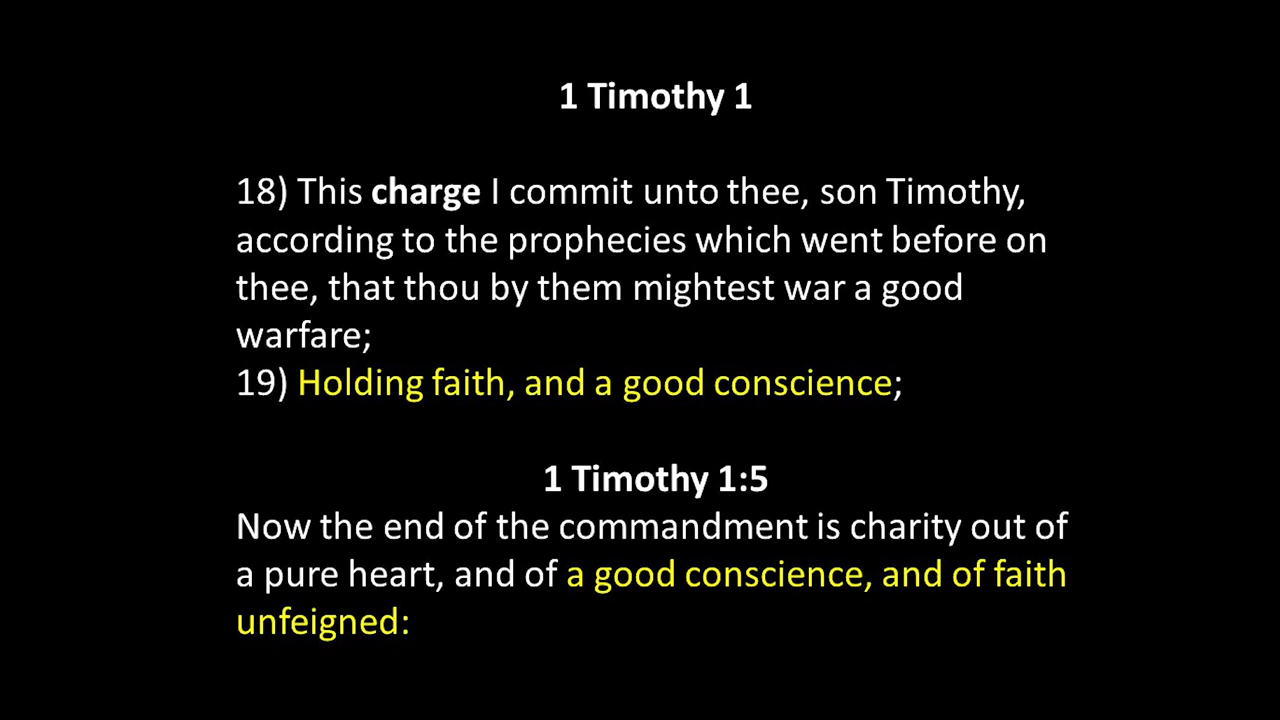 1 Timothy 1
18) This charge I commit unto thee, son Timothy,
according to the prophecies which went before on
thee, that thou by them mightest war a good
warfare;
19) Holding faith, and a good conscience;
1 Timothy 1:5
Now the end of the commandment is charity out of
a pure heart, and of a good conscience, and of faith
unfeigned: